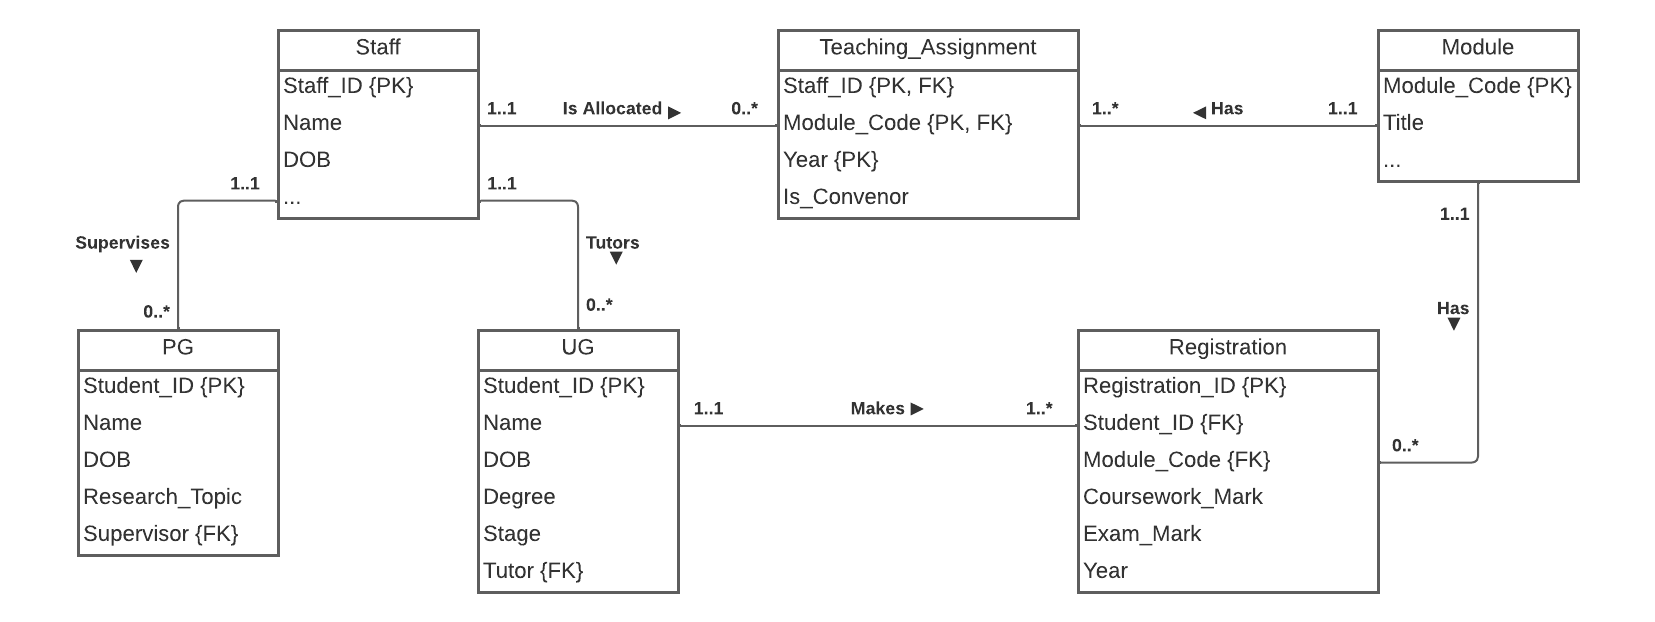 Staff
Staff_ID {PK}
Name
DOB
...
1..1
Is Allocated ▶
0..*
Teaching_Assignment
Staff_ID {PK, FK}
Module_Code {PK, FK}
Year {PK}
Is_Convenor
1..*
◀ Has
1..1
Module
Module_Code {PK}
Title
...
1..1
Supervises
▼
0..*
1..1
Tutors
▼
0..*
1..1
Has
▼
0..*
PG
Student_ID {PK}
Name
DOB
Research_Topic
Supervisor {FK}
UG
Student_ID {PK}
Name
DOB
Degree
Stage
Tutor {FK}
1..1
Makes ▶
1..*
Registration
Registration_ID {PK}
Student_ID {FK}
Module_Code {FK}
Coursework_Mark
Exam_Mark
Year